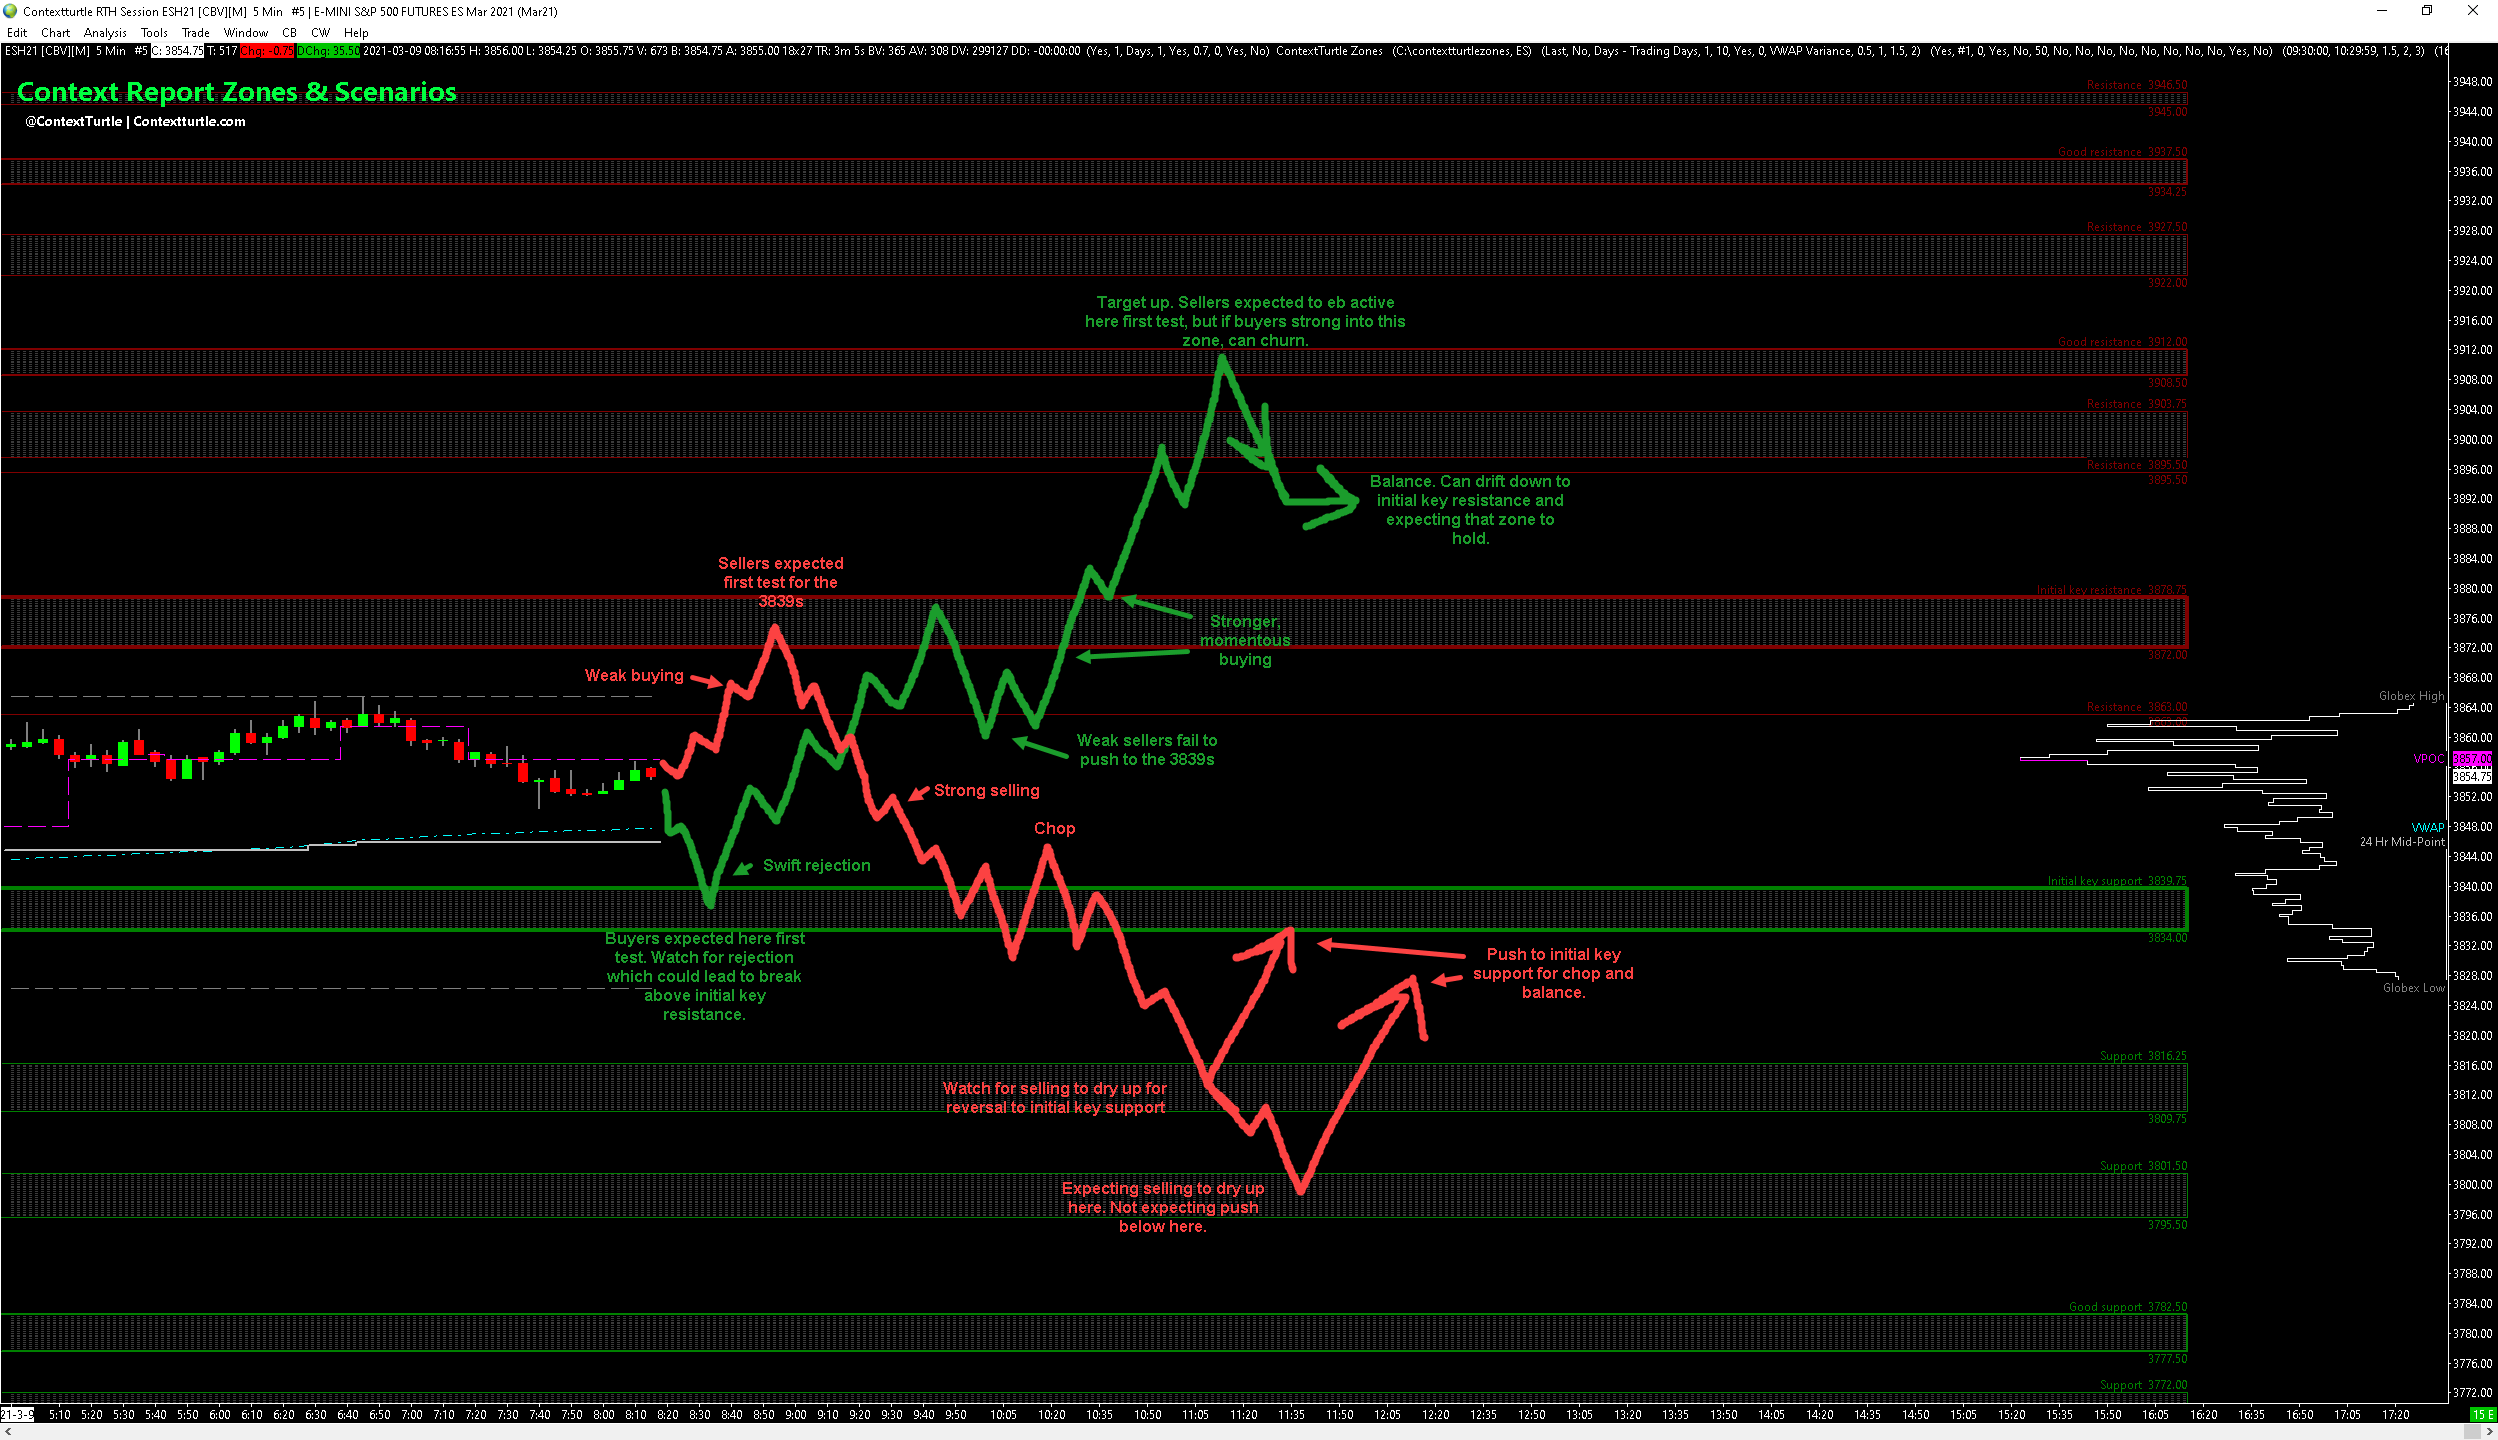 Contextturtle RTH Session ESH21 [CBV][M]  5 Min   #5 | E-MINI S&P 500 FUTURES ES Mar 2021 (Mar21)
Edit  Chart  Analysis  Tools  Trade  Window  CB  CW  Help
ESH21 [CBV][M]  5 Min   #5 C: 3854.75 T: 517 Chg: -0.75 DChg: 35.50 2021-03-09 08:16:55 H: 3856.00 L: 3854.25 O: 3855.75 V: 673 B: 3854.75 A: 3855.00 18x27 TR: 3m 5s BV: 365 AV: 308 DV: 299127 DD: -00:00:00  (Yes, 1, Days, 1, Yes, 0.7, 0, Yes, No)  ContextTurtle Zones   (C:\contextturtlezones, ES)   (Last, No, Days - Trading Days, 1, 10, Yes, 0, VWAP Variance, 0.5, 1, 1.5, 2)   (Yes, #1, 0, Yes, No, 50, No, No, No, No, No, No, No, No, Yes, No)   (09:30:00, 10:29:59, 1.5, 2, 3)   (16
Context Report Zones & Scenarios
@ContextTurtle | Contextturtle.com
Resistance  3946.50
3945.00
Good resistance  3937.50
3934.25
Resistance  3927.50
3922.00
Target up. Sellers expected to eb active
here first test, but if buyers strong into this
zone, can churn.
Good resistance  3912.00
3908.50
Resistance  3903.75
Resistance  3895.50
3895.50
Balance. Can drift down to
initial key resistance and
expecting that zone to
hold.
Sellers expected
first test for the
3839s
Initial key resistance  3878.75
3872.00
Stronger,
momentous
buying
Weak buying
Globex High
Resistance  3863.00
Weak sellers fail to
push to the 3839s
VPOC
Strong selling
Chop
VWAP
24 Hr Mid-Point
Swift rejection
Initial key support  3839.75
3834.00
Buyers expected here first
test. Watch for rejection
which could lead to break
above initial key
resistance.
Push to initial key
support for chop and
balance.
Globex Low
Support  3816.25
3809.75
Watch for selling to dry up for
reversal to initial key support
Support  3801.50
3795.50
Expecting selling to dry up
here. Not expecting push
below here.
Good support  3782.50
3777.50
Support  3772.00
3948.00
3944.00
3940.00
3936.00
3932.00
3928.00
3924.00
3920.00
3916.00
3912.00
3908.00
3904.00
3900.00
3896.00
3892.00
3888.00
3884.00
3880.00
3876.00
3872.00
3868.00
3864.00
3860.00
3857.00
3854.75
3852.00
3848.00
3844.00
3840.00
3836.00
3832.00
3828.00
3824.00
3820.00
3816.00
3812.00
3808.00
3804.00
3800.00
3796.00
3792.00
3788.00
3784.00
3780.00
3776.00
3772.00
21-3-9  5:10  5:20  5:30  5:40  5:50  6:00  6:10  6:20  6:30  6:40  6:50  7:00  7:10  7:20  7:30  7:40  7:50  8:00  8:10  8:20  8:30  8:40  8:50  9:00  9:10  9:20  9:30  9:40  9:50  10:05  10:20  10:35  10:50  11:05  11:20  11:35  11:50  12:05  12:20  12:35  12:50  13:05  13:20  13:35  13:50  14:05  14:20  14:35  14:50  15:05  15:20  15:35  15:50  16:05  16:20  16:35  16:50  17:05  17:20  15 E